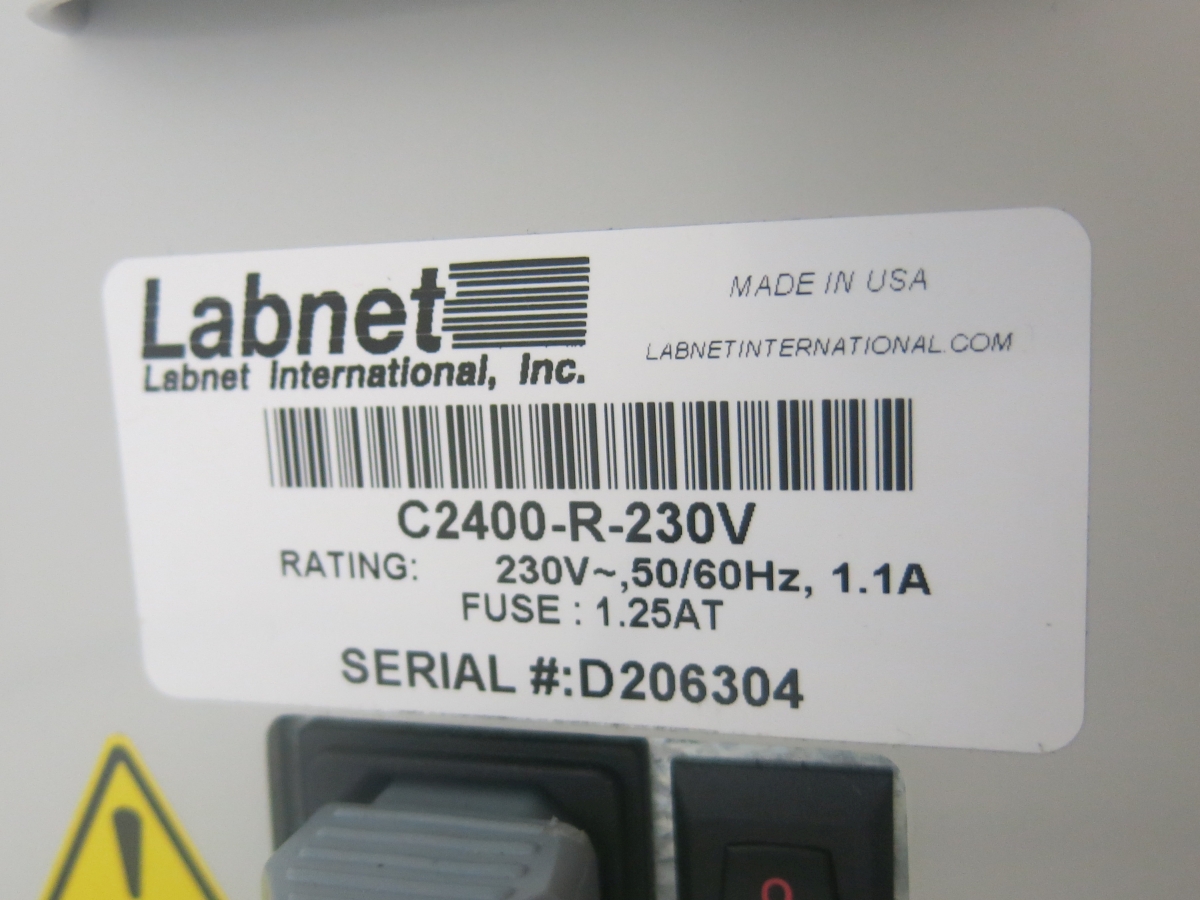 Labnet
MADE IN USA
LABNETINTERNATIONAL.COM
Labnet International, Inc.
C2400-R-230V
RATING: 230V~,50/60Hz, 1.1A
FUSE : 1.25AT
SERIAL #:D206304